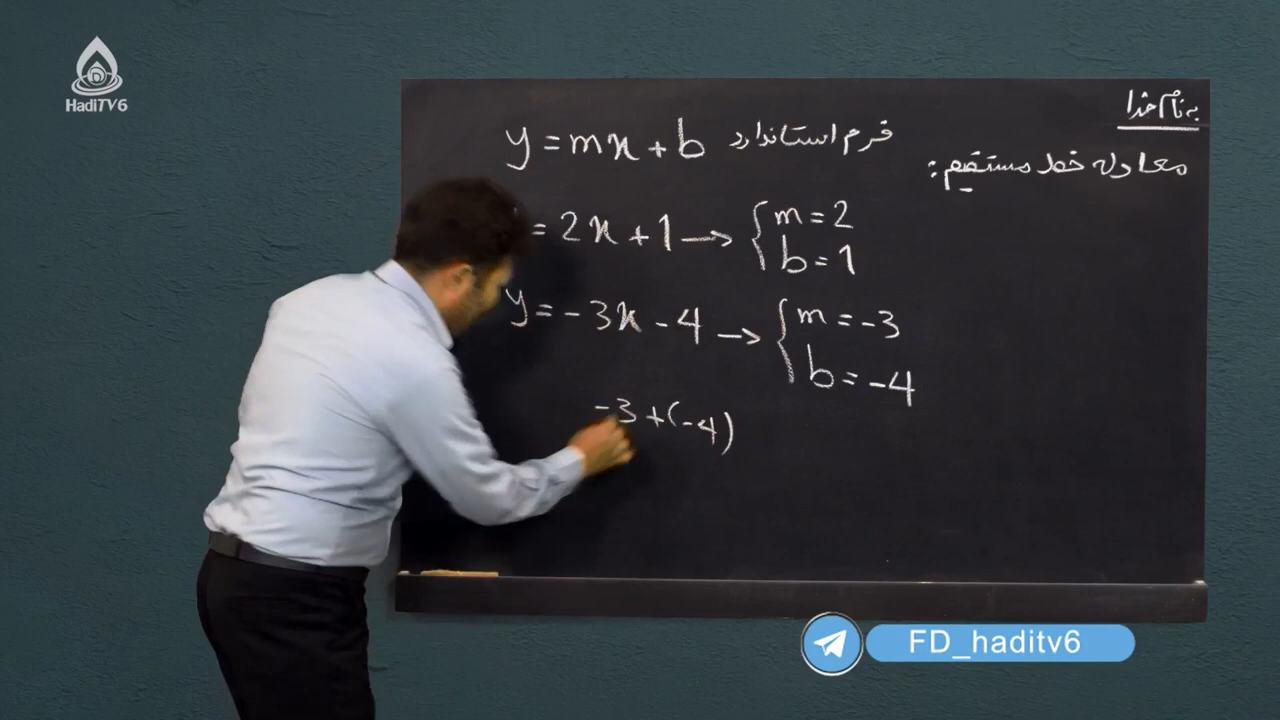 HadiTV6
به نام خدا
معادله خط مستقیم:
y = mx + b فرم استاندارد
= 2x + 1 → { m = 2
b = 1
y = -3x - 4 → { m = -3
b = -4
-3 + (-4)
FD_haditv6